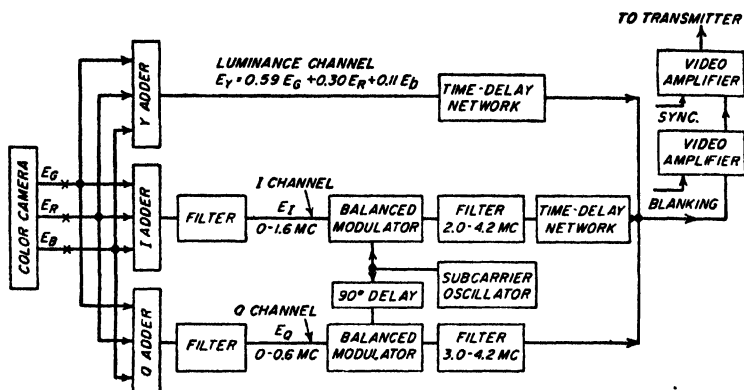 TO TRANSMITTER
VIDEO
AMPLIFIER
SYNC.
VIDEO
AMPLIFIER
BLANKING
Y ADDER
LUMINANCE CHANNEL
E_Y = 0.59 E_G + 0.30 E_R + 0.11 E_b
TIME-DELAY
NETWORK
COLOR CAMERA
E_G
E_R
E_B
I ADDER
FILTER
I CHANNEL
E_I
0-1.6 MC
BALANCED
MODULATOR
FILTER
2.0-4.2 MC
TIME-DELAY
NETWORK
90° DELAY
SUBCARRIER
OSCILLATOR
Q ADDER
FILTER
Q CHANNEL
E_Q
0-0.6 MC
BALANCED
MODULATOR
FILTER
3.0-4.2 MC